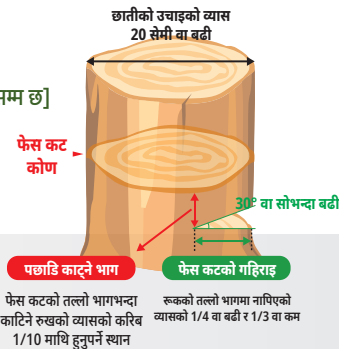 छातीको उचाइको व्यास
20 सेमी वा बढी
म्म छ]
फेस कट
कोण
30° वा सोभन्दा बढी
पछाडि काट्ने भाग
फेस कटको गहिराइ
फेस कटको तल्लो भागभन्दा
काटिने रुखको व्यासको करिब
1/10 माथि हुनुपर्ने स्थान
रूकको तल्लो भागमा नापिएको
व्यासको 1/4 वा बढी र 1/3 वा कम